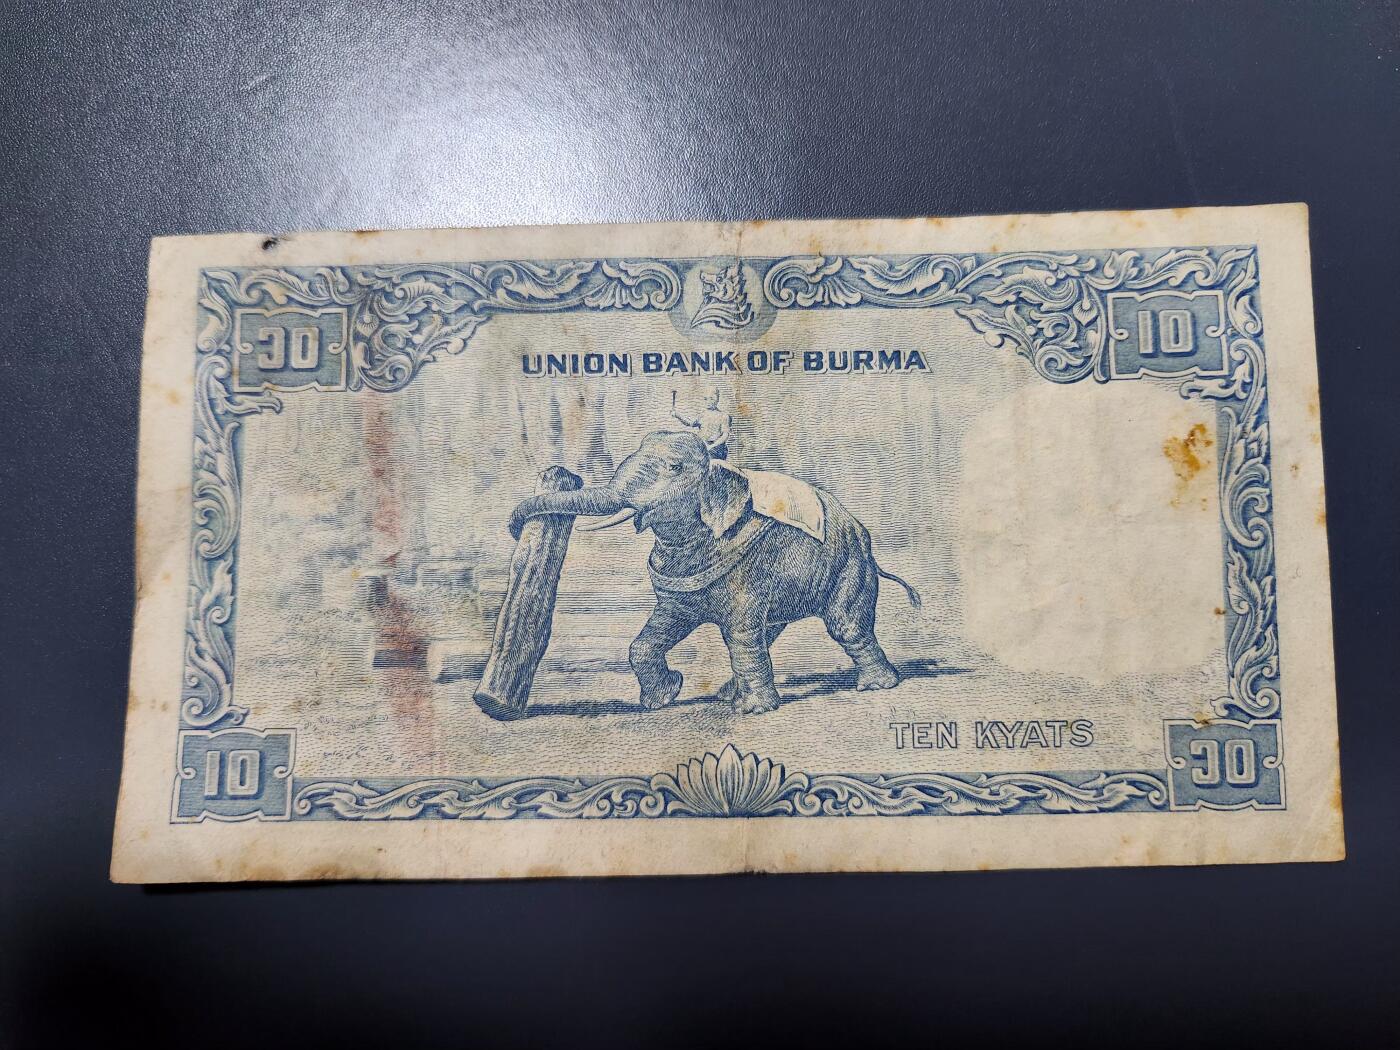 ၁၀ 10
UNION BANK OF BURMA
TEN KYATS
10 ၁၀